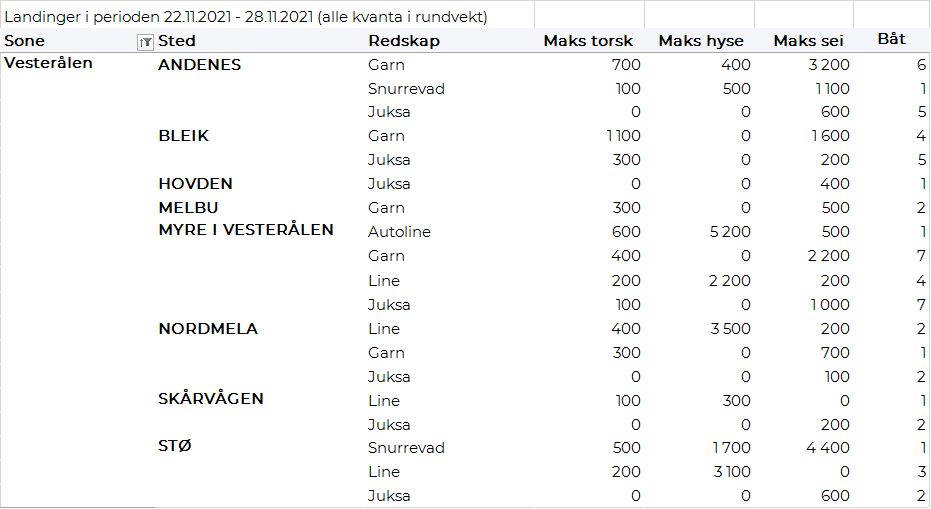 Landinger i perioden 22.11.2021 - 28.11.2021 (alle kvanta i rundvekt)
Sone Sted Redskap Maks torsk Maks hyse Maks sei Båt
Vesterålen ANDENES Garn 700 400 3 200 6
Snurrevad 100 500 1 100 1
Juksa 0 0 600 5
BLEIK Garn 1 100 0 1 600 4
Juksa 300 0 200 5
HOVDEN Juksa 0 0 400 1
MELBU Garn 300 0 500 2
MYRE I VESTERÅLEN Autoline 600 5 200 500 1
Garn 400 0 2 200 7
Line 200 2 200 200 4
Juksa 100 0 1 000 7
NORDMELA Line 400 3 500 200 2
Garn 300 0 700 1
Juksa 0 0 100 2
SKÅRVÅGEN Line 100 300 0 1
Juksa 0 0 200 2
STØ Snurrevad 500 1 700 4 400 1
Line 200 3 100 0 3
Juksa 0 0 600 2